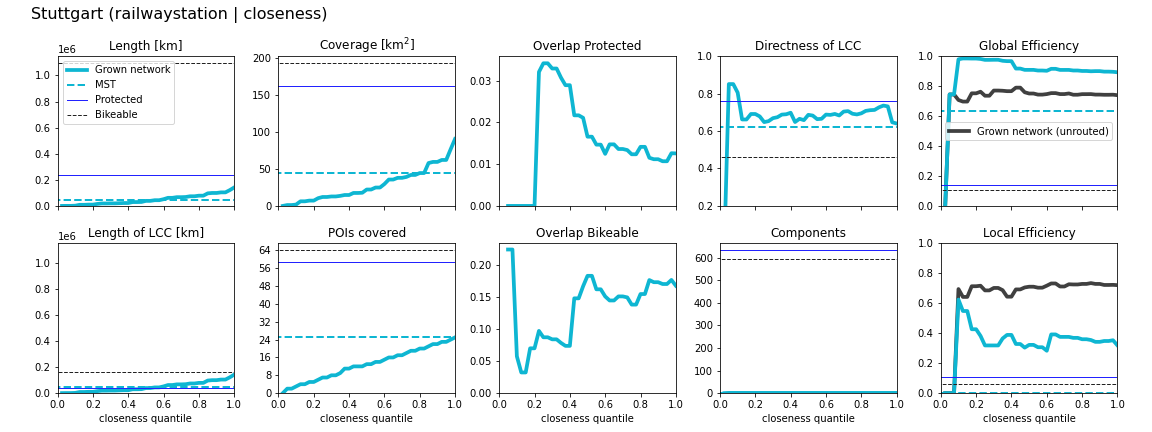 Stuttgart (railwaystation | closeness)
Length [km]
Coverage [km²]
Overlap Protected
Directness of LCC
Global Efficiency
1e6
1.0
0.8
0.6
0.4
0.2
0.0
Grown network
MST
Protected
Bikeable
200
150
100
50
0
0.03
0.02
0.01
0.00
1.0
0.8
0.6
0.4
0.2
1.0
0.8
0.6
0.4
0.2
0.0
Grown network (unrouted)
Length of LCC [km]
POIs covered
Overlap Bikeable
Components
Local Efficiency
1e6
1.0
0.8
0.6
0.4
0.2
0.0
0.0 0.2 0.4 0.6 0.8 1.0
closeness quantile
64
56
48
40
32
24
16
8
0
0.0 0.2 0.4 0.6 0.8 1.0
closeness quantile
0.20
0.15
0.10
0.05
0.00
0.0 0.2 0.4 0.6 0.8 1.0
closeness quantile
600
500
400
300
200
100
0
0.0 0.2 0.4 0.6 0.8 1.0
closeness quantile
1.0
0.8
0.6
0.4
0.2
0.0
0.0 0.2 0.4 0.6 0.8 1.0
closeness quantile